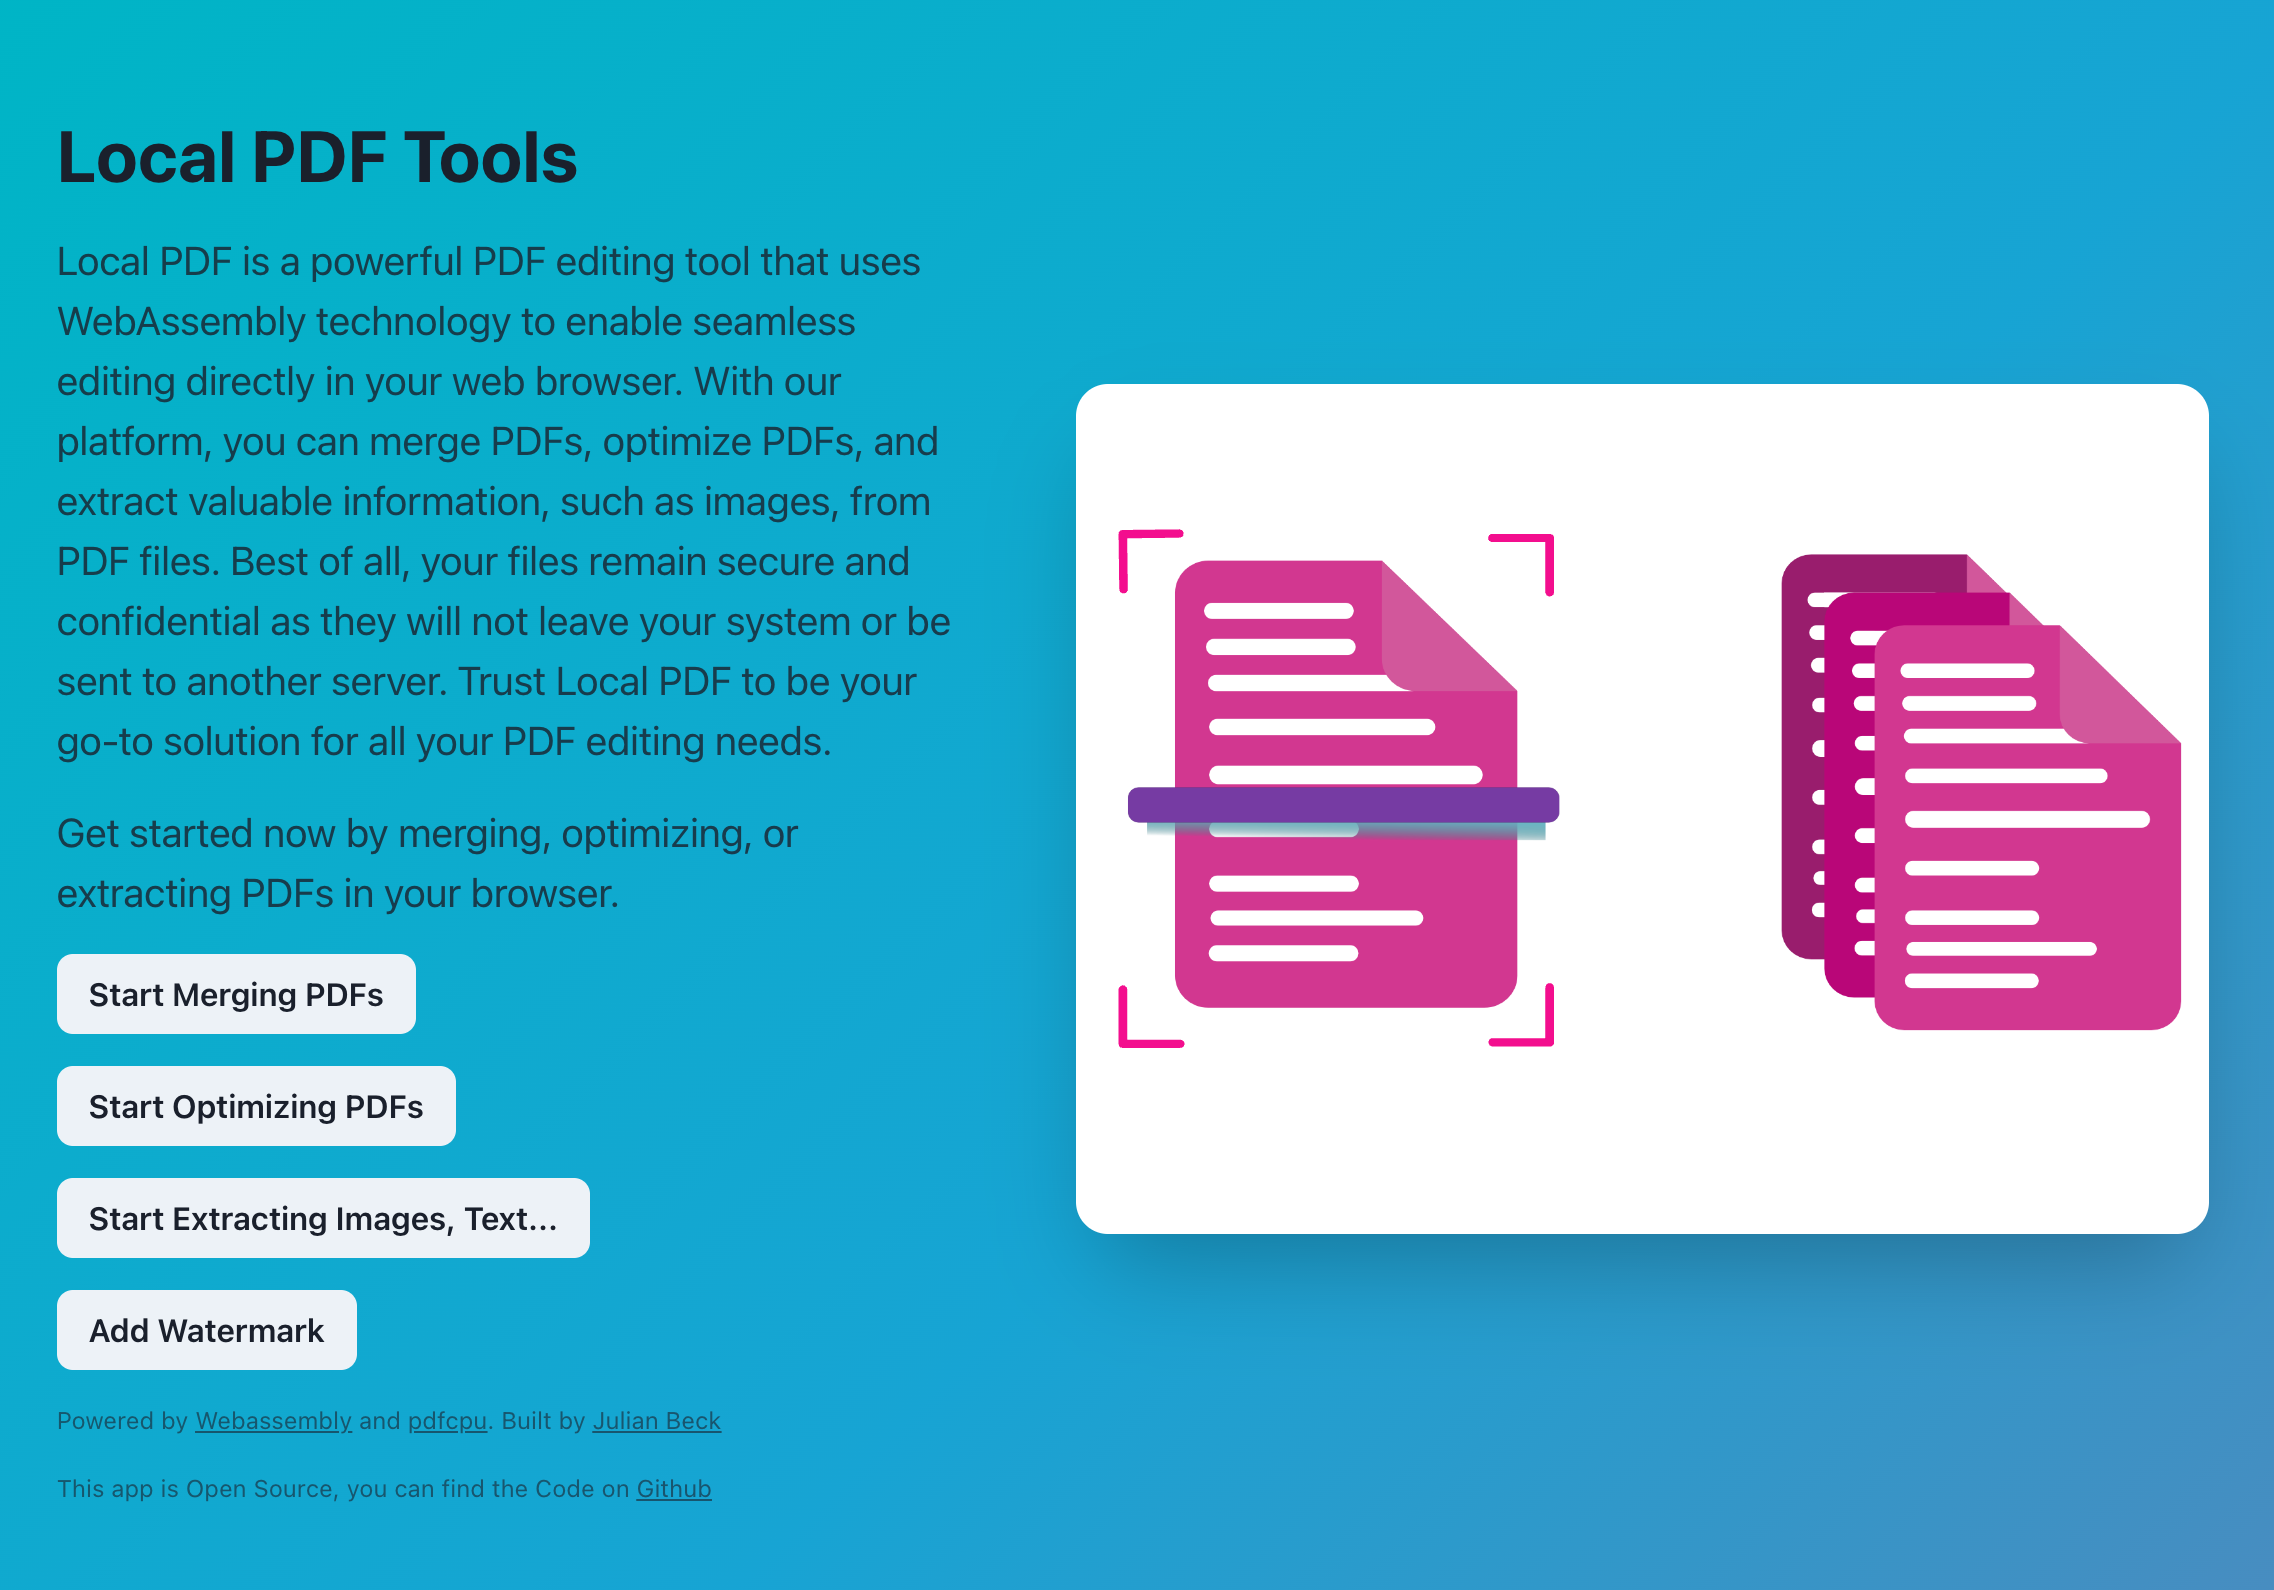 Local PDF Tools
Local PDF is a powerful PDF editing tool that uses
WebAssembly technology to enable seamless
editing directly in your web browser. With our
platform, you can merge PDFs, optimize PDFs, and
extract valuable information, such as images, from
PDF files. Best of all, your files remain secure and
confidential as they will not leave your system or be
sent to another server. Trust Local PDF to be your
go-to solution for all your PDF editing needs.
Get started now by merging, optimizing, or
extracting PDFs in your browser.
Start Merging PDFs
Start Optimizing PDFs
Start Extracting Images, Text...
Add Watermark
Powered by Webassembly and pdfcpu. Built by Julian Beck
This app is Open Source, you can find the Code on Github